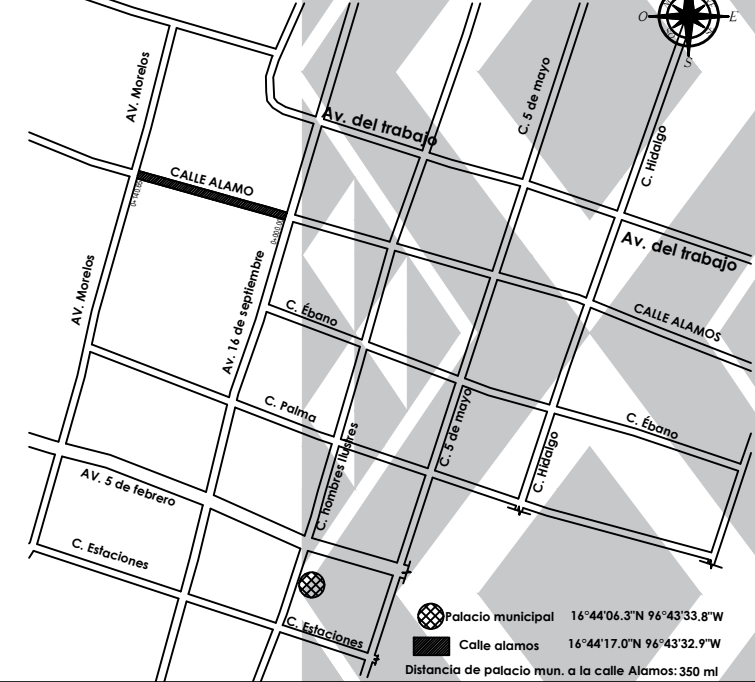 O E
S
AV. Morelos
C. 5 de mayo
Av. del trabajo
C. Hidalgo
CALLE ALAMO
0+000.00
Av. del trabajo
AV. Morelos
Av. 16 de septiembre
C. Ébano
CALLE ALAMOS
C. Palma
C. 5 de mayo
C. Ébano
C. hombres ilustres
C. Hidalgo
AV. 5 de febrero
C. Estaciones
C. Estaciones
Palacio municipal 16°44'06.3"N 96°43'33.8"W
Calle alamos 16°44'17.0"N 96°43'32.9"W
Distancia de palacio mun. a la calle Alamos: 350 ml